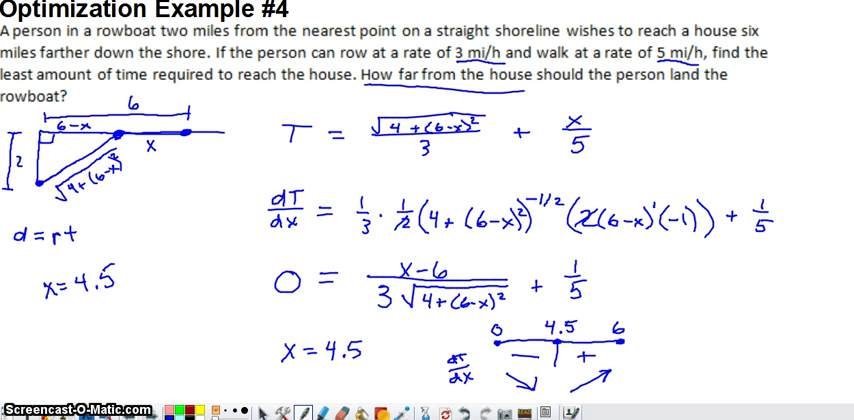 Optimization Example #4
A person in a rowboat two miles from the nearest point on a straight shoreline wishes to reach a house six
miles farther down the shore. If the person can row at a rate of 3 mi/h and walk at a rate of 5 mi/h, find the
least amount of time required to reach the house. How far from the house should the person land the
rowboat?
6
6-x
x
2
√4+(6-x)²
T = √4+(6-x)²/3 + x/5
dT/dx = 1/3 · 1/2 (4+(6-x)²)^-1/2 (2(6-x)^1(-1)) + 1/5
d=rt
x=4.5
0 = x-6/3√4+(6-x)² + 1/5
x=4.5
0 4.5 6
dT/dx - +
Screencast-O-Matic.com